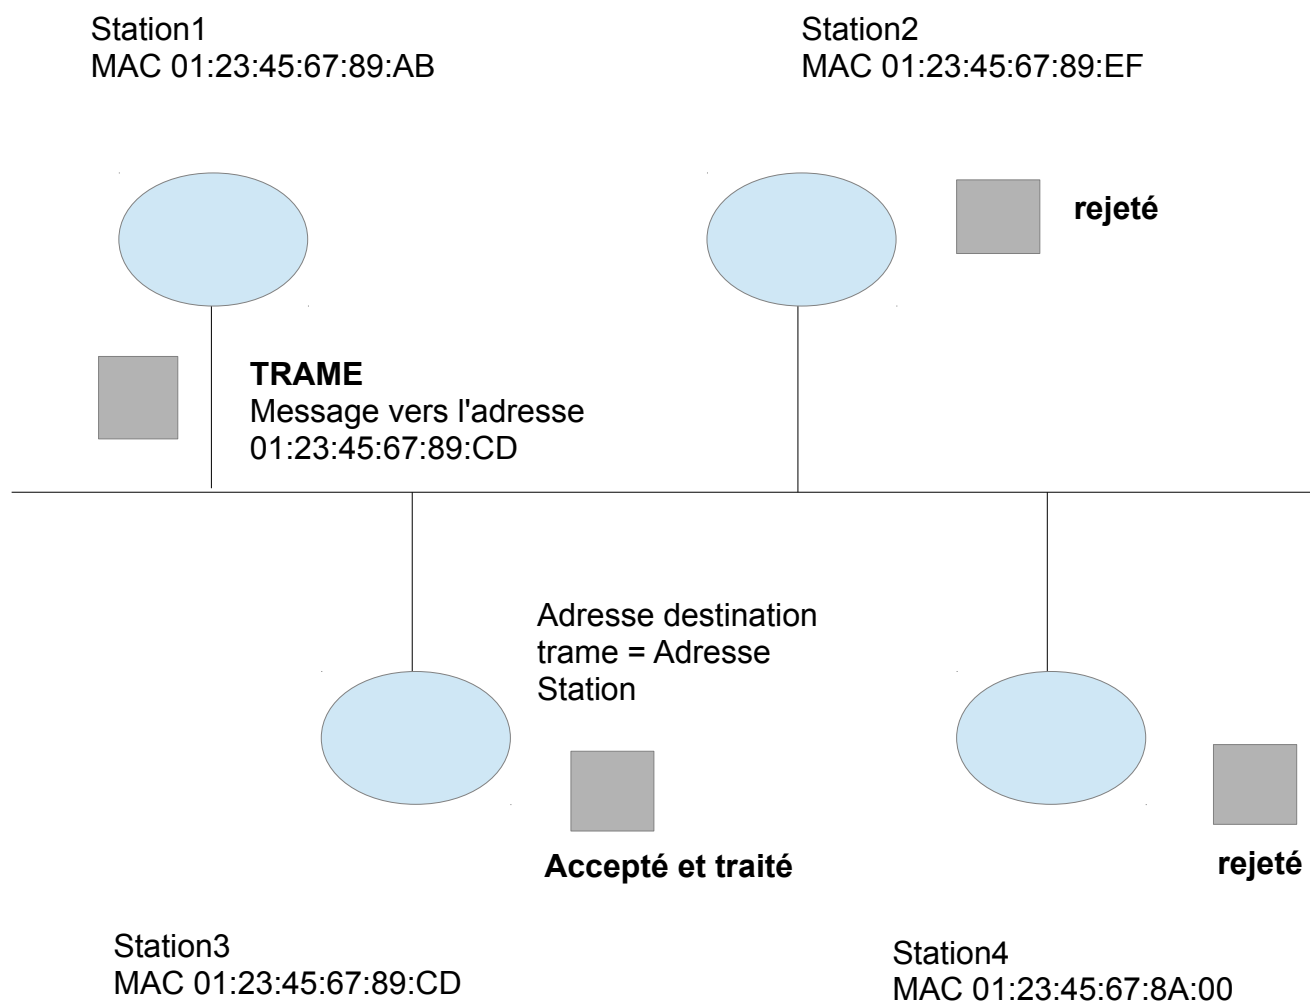 Station1
MAC 01:23:45:67:89:AB
Station2
MAC 01:23:45:67:89:EF
rejeté
TRAME
Message vers l'adresse
01:23:45:67:89:CD
Adresse destination
trame = Adresse
Station
Accepté et traité
rejeté
Station3
MAC 01:23:45:67:89:CD
Station4
MAC 01:23:45:67:8A:00